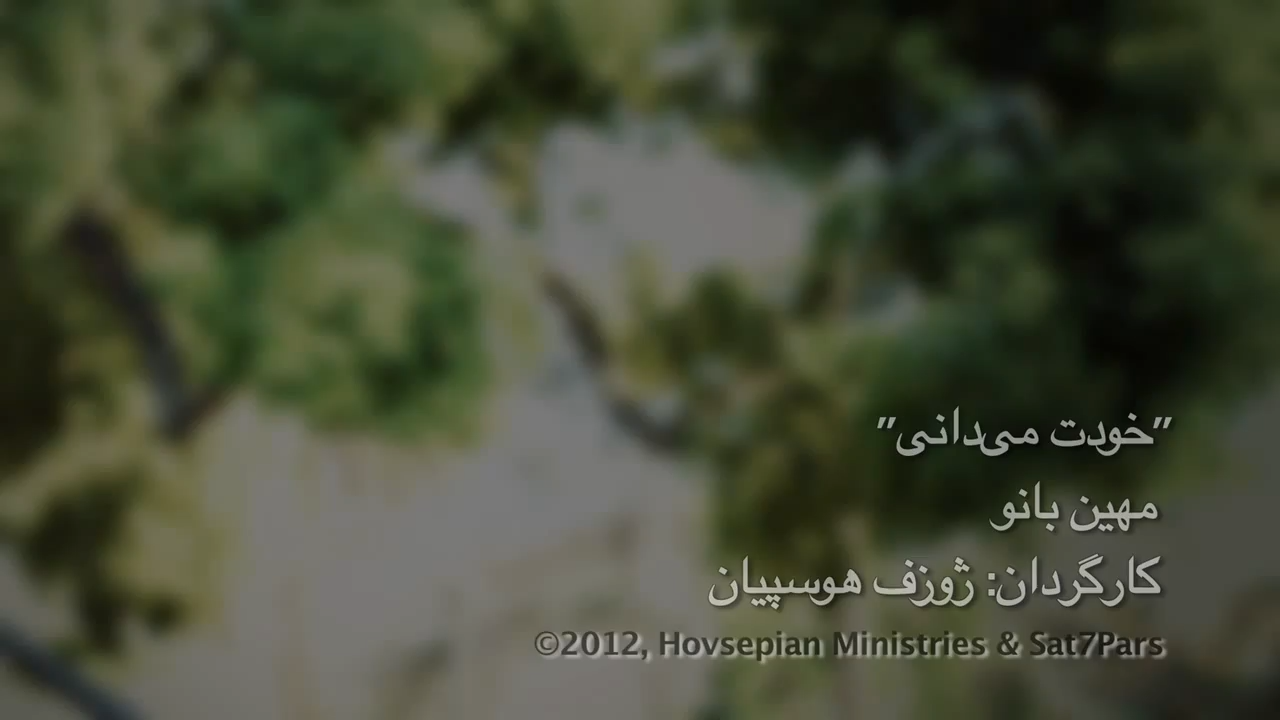 "خودت می‌دانی"
مهین بانو
کارگردان: ژوزف هوسپیان
©2012, Hovsepian Ministries & Sat7Pars